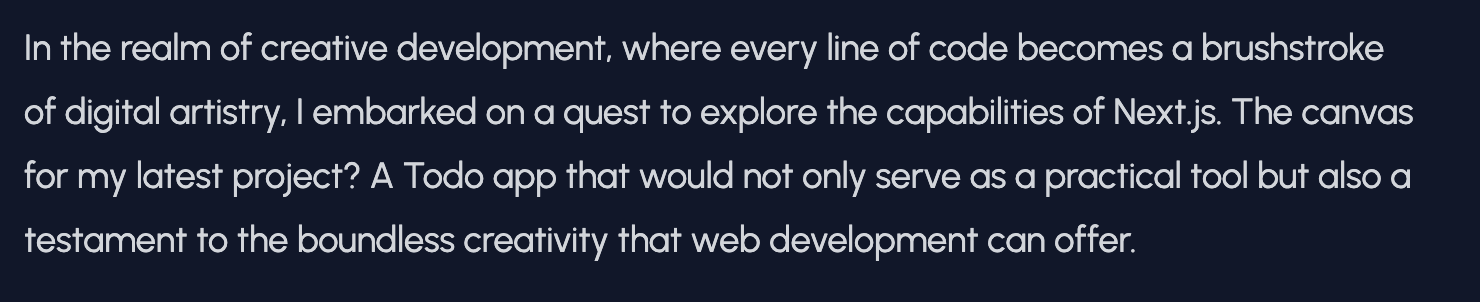 In the realm of creative development, where every line of code becomes a brushstroke
of digital artistry, I embarked on a quest to explore the capabilities of Next.js. The canvas
for my latest project? A Todo app that would not only serve as a practical tool but also a
testament to the boundless creativity that web development can offer.